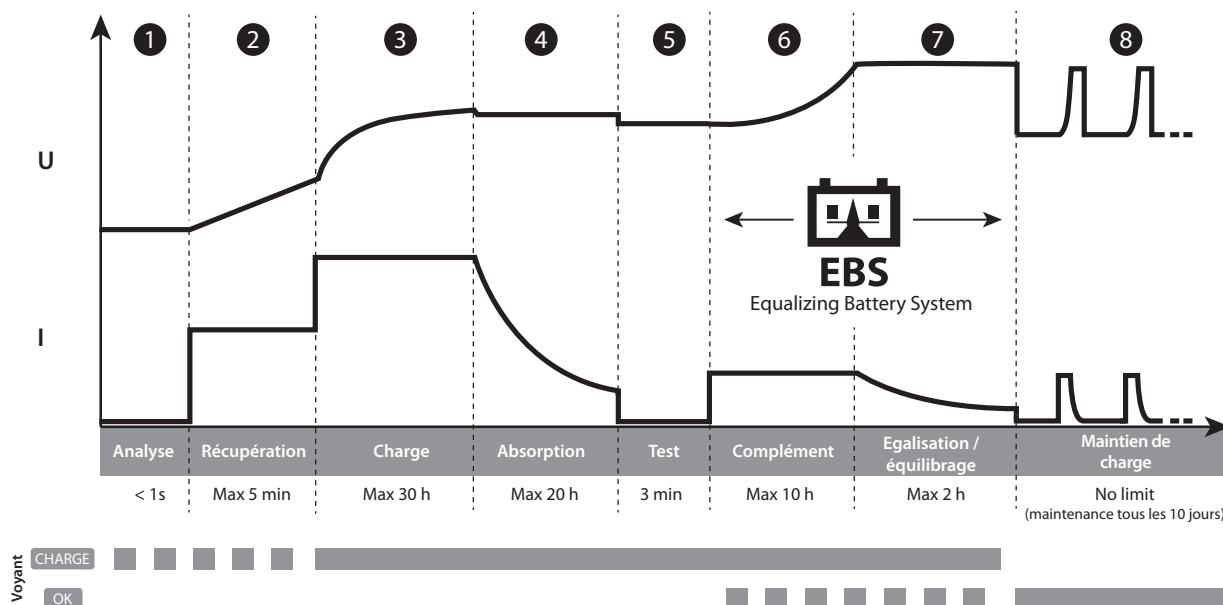 1 2 3 4 5 6 7 8
U
EBS
Equalizing Battery System
I
Analyse Récupération Charge Absorption Test Complément Egalisation / équilibrage Maintien de charge
< 1s Max 5 min Max 30 h Max 20 h 3 min Max 10 h Max 2 h No limit
(maintenance tous les 10 jours)
Voyant
CHARGE
OK